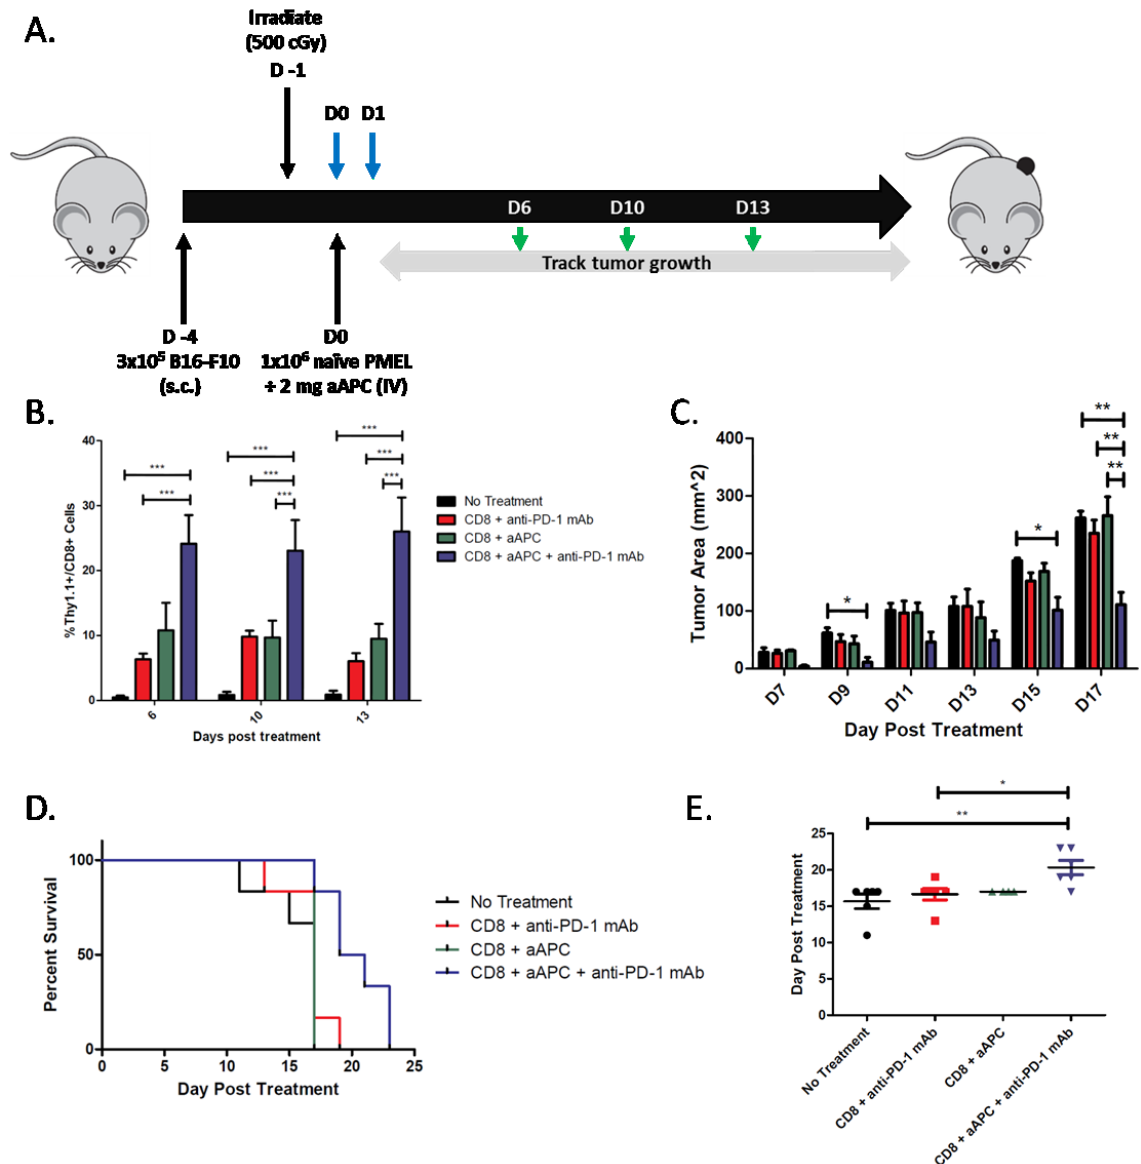 A.
Irradiate
(500 cGy)
D -1
D0 D1
D6 D10 D13
Track tumor growth
D -4
3x10⁵ B16-F10
(s.c.)
D0
1x10⁶ naïve PMEL
+ 2 mg aAPC (IV)
B.
%Thy1.1+/CD8+ Cells
40
30
20
10
0
***
***
***
***
***
***
***
***
6 10 13
Days post treatment
No Treatment
CD8 + anti-PD-1 mAb
CD8 + aAPC
CD8 + aAPC + anti-PD-1 mAb
C.
Tumor Area (mm^2)
400
300
200
100
0
*
*
**
**
**
D7 D9 D11 D13 D15 D17
Day Post Treatment
D.
Percent Survival
100
50
0
0 5 10 15 20 25
Day Post Treatment
No Treatment
CD8 + anti-PD-1 mAb
CD8 + aAPC
CD8 + aAPC + anti-PD-1 mAb
E.
*
**
Day Post Treatment
25
20
15
10
5
0
No Treatment
CD8 + anti-PD-1 mAb
CD8 + aAPC
CD8 + aAPC + anti-PD-1 mAb